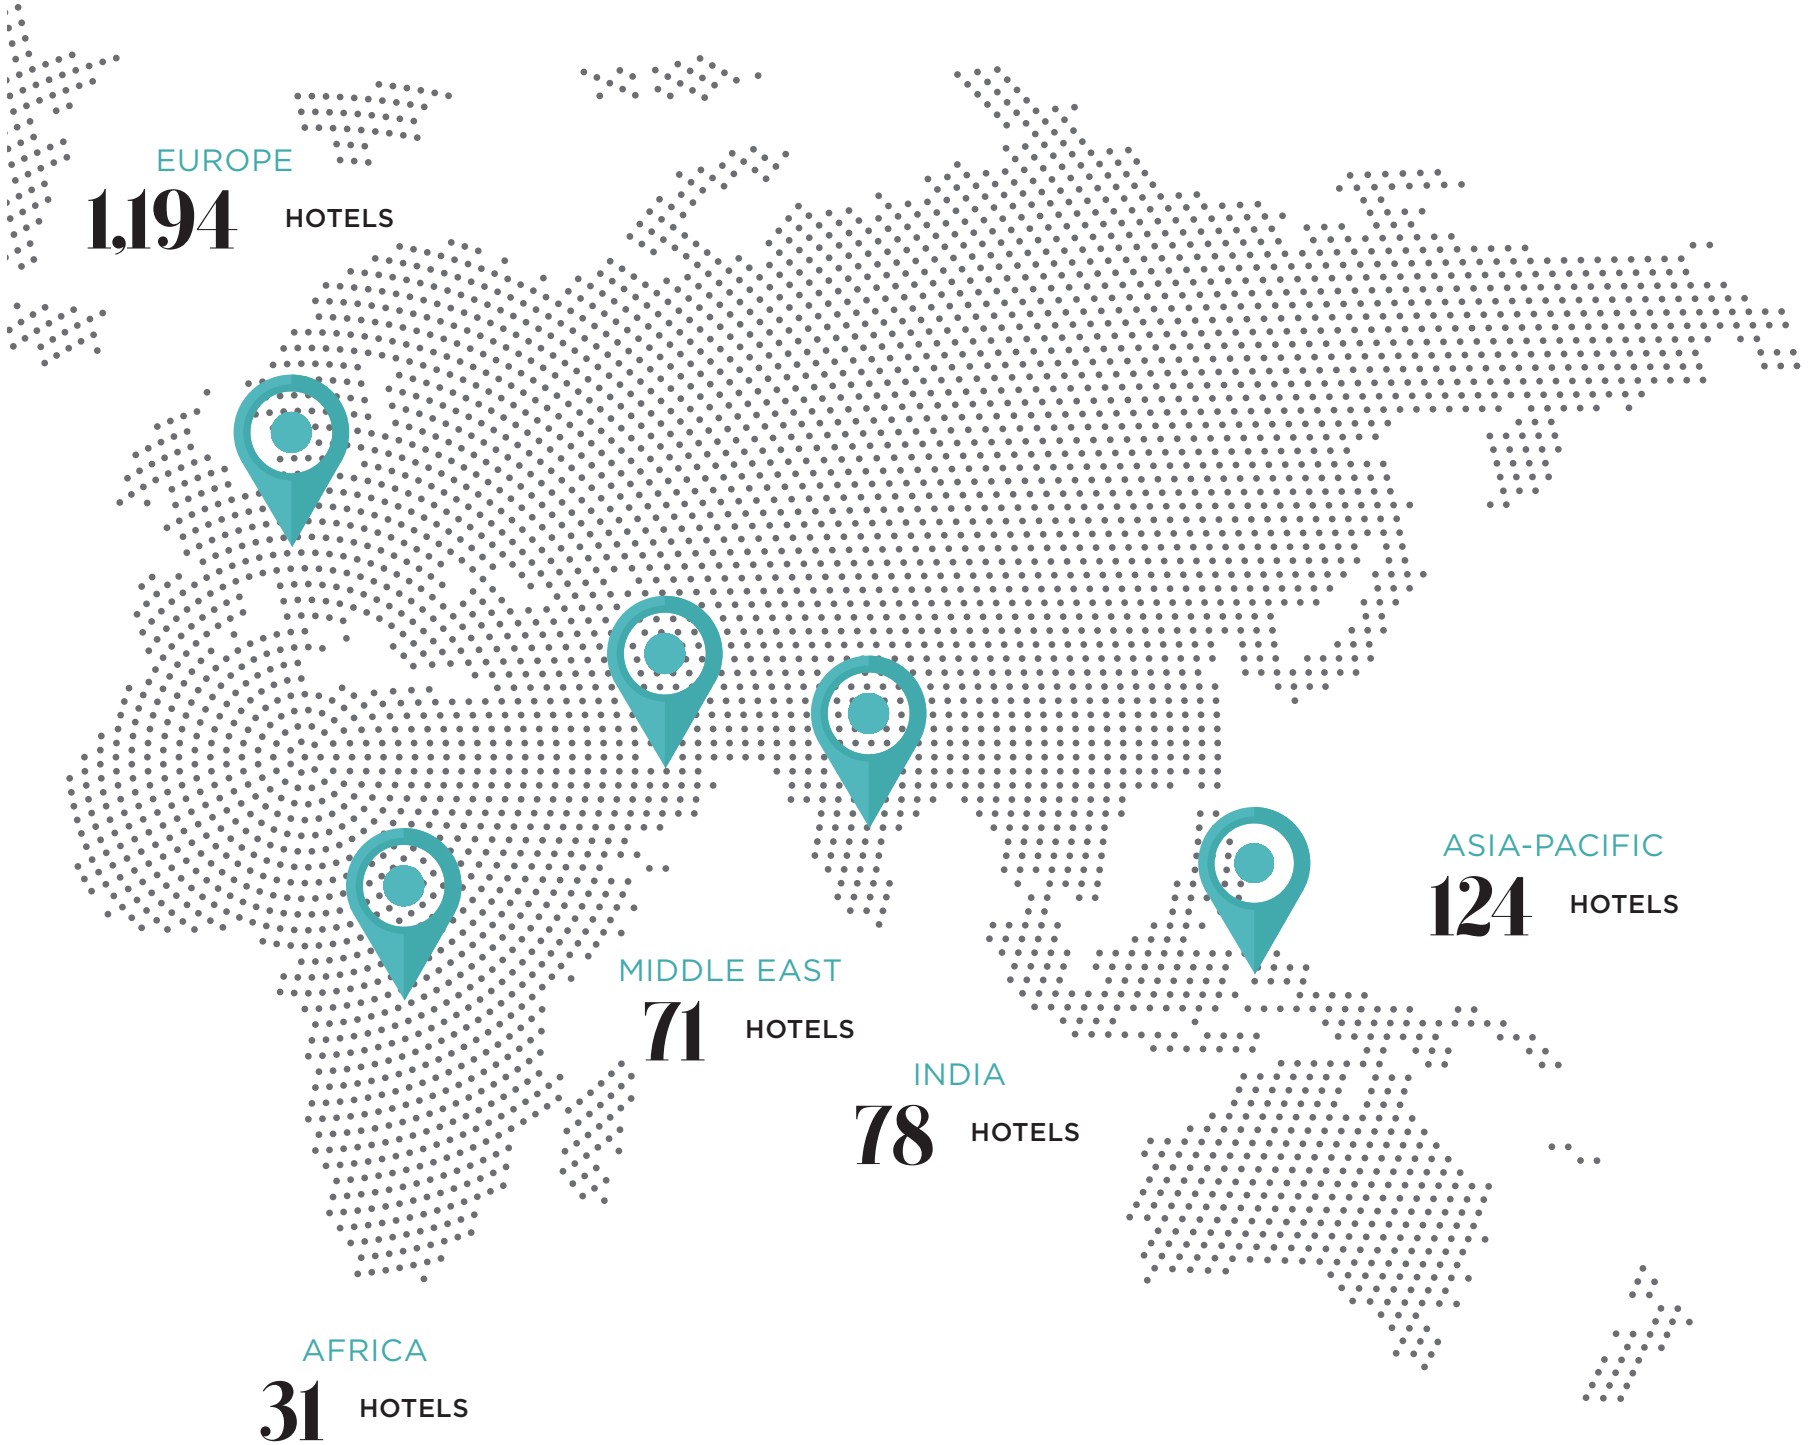 EUROPE
1,194 HOTELS
ASIA-PACIFIC
124 HOTELS
MIDDLE EAST
71 HOTELS
INDIA
78 HOTELS
AFRICA
31 HOTELS